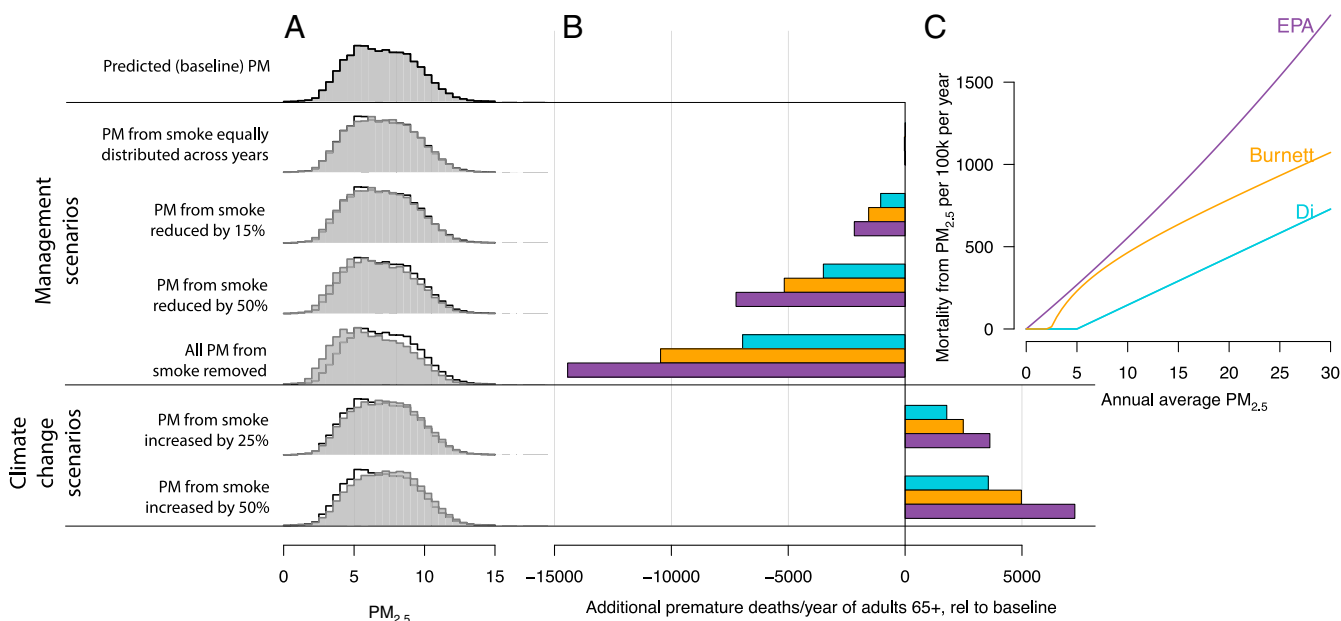 A
B
C
Predicted (baseline) PM
Management
scenarios
PM from smoke equally
distributed across years
PM from smoke
reduced by 15%
PM from smoke
reduced by 50%
All PM from
smoke removed
Climate
change
scenarios
PM from smoke
increased by 25%
PM from smoke
increased by 50%
0 5 10 15
PM2.5
−15000 −10000 −5000 0 5000
Additional premature deaths/year of adults 65+, rel to baseline
Mortality from PM2.5 per 100k per year
1500
1000
500
0
EPA
Burnett
Di
0 5 10 15 20 25 30
Annual average PM2.5